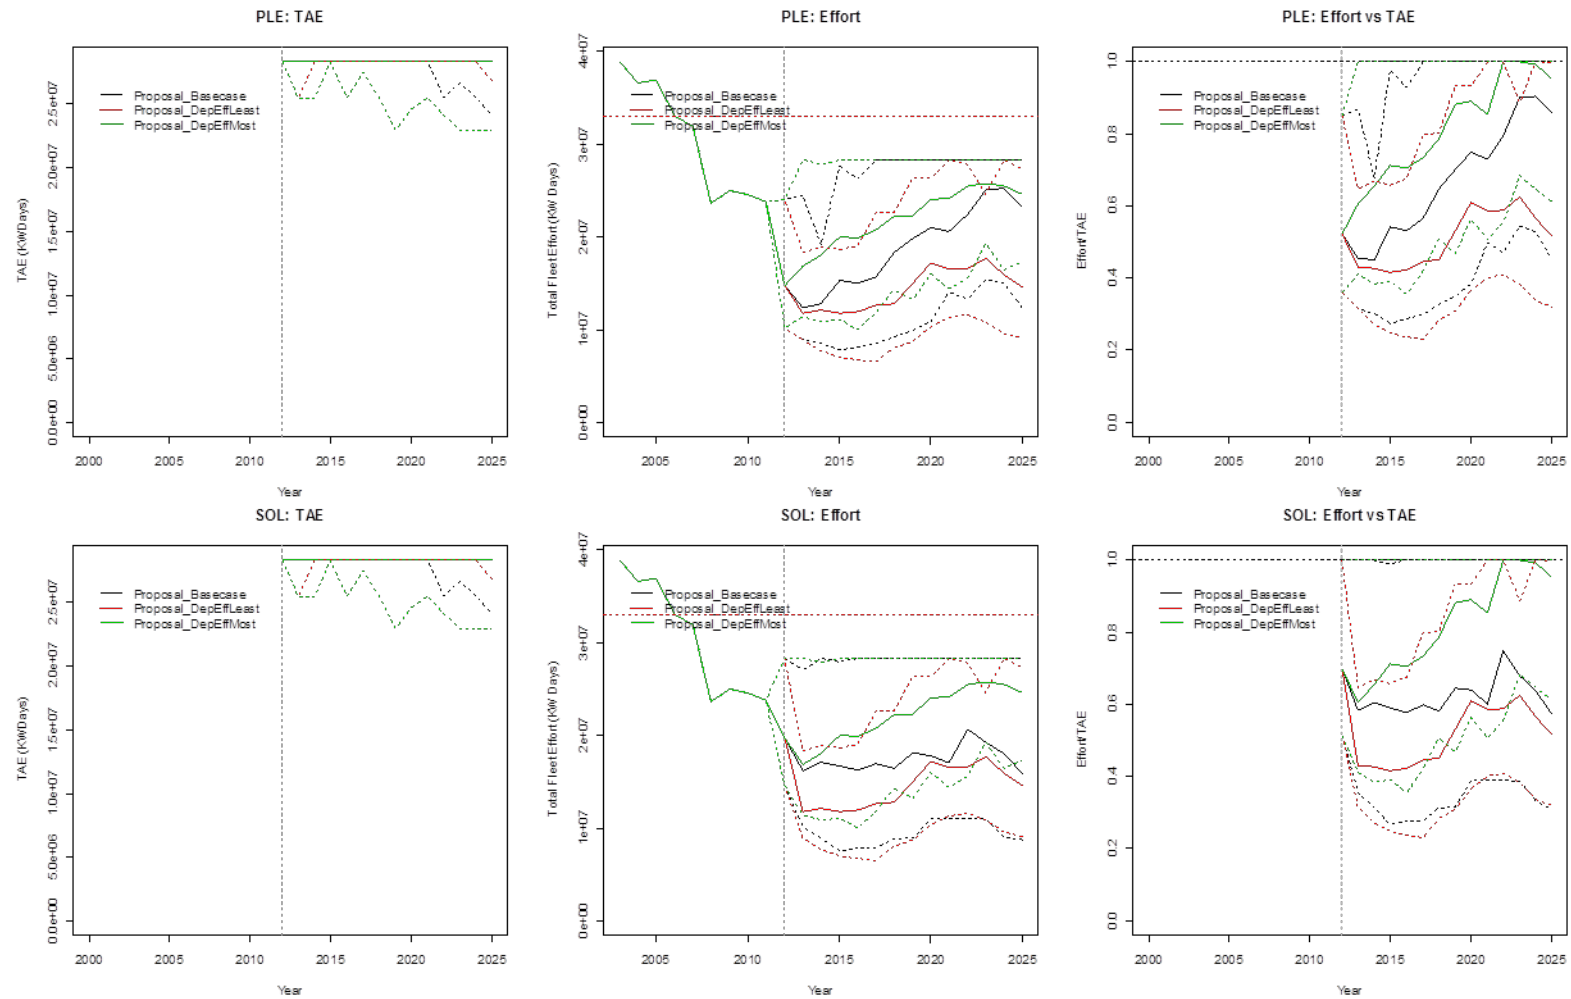 PLE: TAE
TAE (KWDays)
0.0e+00 5.0e+06 1.0e+07 1.5e+07 2.0e+07 2.5e+07
Proposal_Basecase
Proposal_DepEffLeast
Proposal_DepEffMost
2000 2005 2010 2015 2020 2025
Year
PLE: Effort
Total Fleet Effort (KW Days)
0e+00 1e+07 2e+07 3e+07 4e+07
Proposal_Basecase
Proposal_DepEffLeast
Proposal_DepEffMost
2005 2010 2015 2020 2025
Year
PLE: Effort vs TAE
Effort/TAE
0.0 0.2 0.4 0.6 0.8 1.0
Proposal_Basecase
Proposal_DepEffLeast
Proposal_DepEffMost
2000 2005 2010 2015 2020 2025
Year
SOL: TAE
TAE (KWDays)
0.0e+00 5.0e+06 1.0e+07 1.5e+07 2.0e+07 2.5e+07
Proposal_Basecase
Proposal_DepEffLeast
Proposal_DepEffMost
2000 2005 2010 2015 2020 2025
Year
SOL: Effort
Total Fleet Effort (KW Days)
0e+00 1e+07 2e+07 3e+07 4e+07
Proposal_Basecase
Proposal_DepEffLeast
Proposal_DepEffMost
2005 2010 2015 2020 2025
Year
SOL: Effort vs TAE
Effort/TAE
0.0 0.2 0.4 0.6 0.8 1.0
Proposal_Basecase
Proposal_DepEffLeast
Proposal_DepEffMost
2000 2005 2010 2015 2020 2025
Year